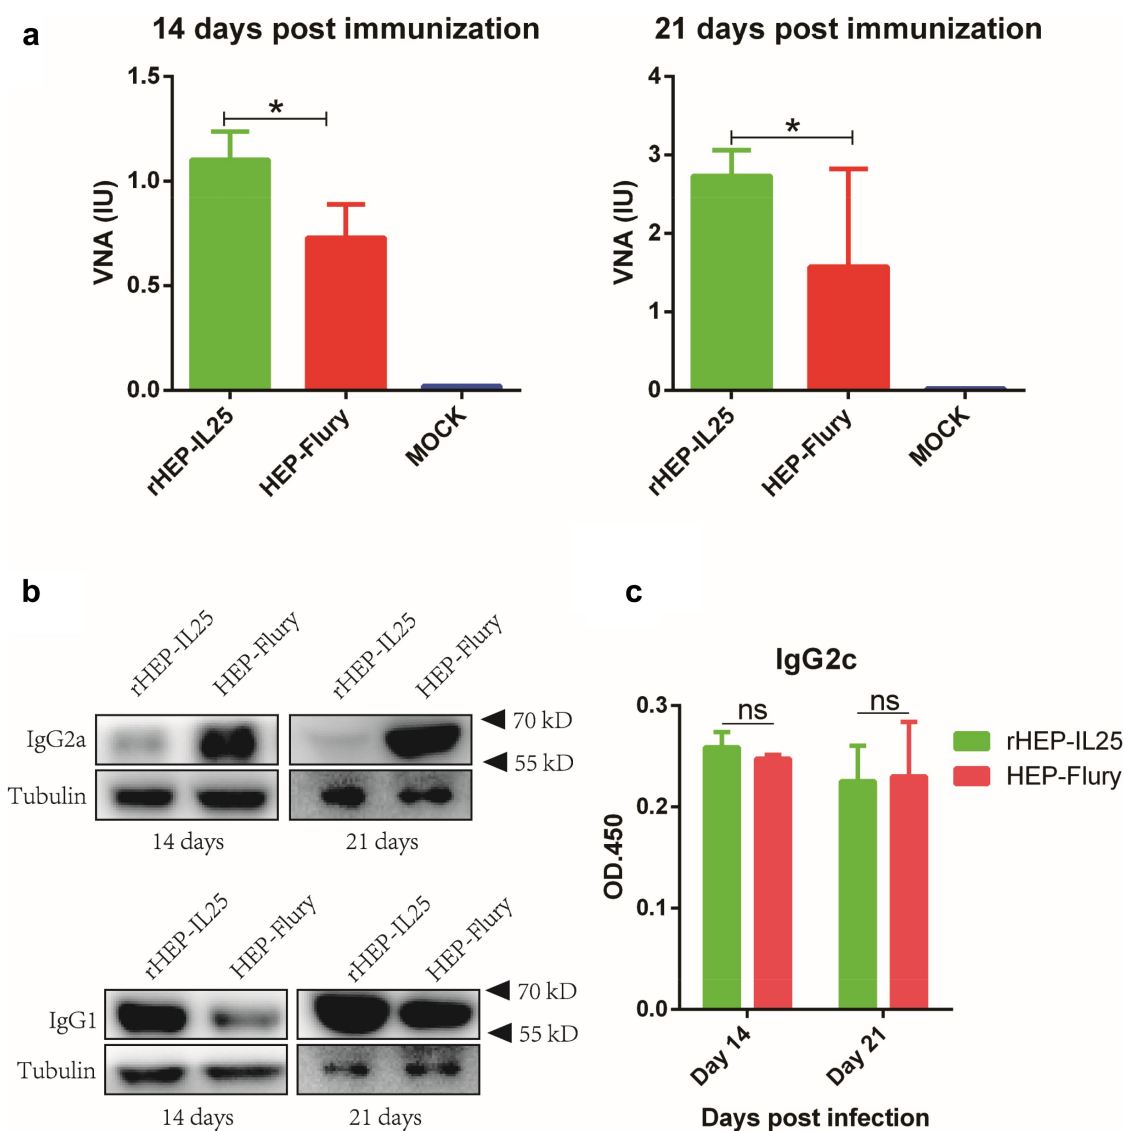 a
14 days post immunization
21 days post immunization
1.5
1.0
0.5
0.0
VNA (IU)
*
rHEP-IL25
HEP-Flury
MOCK
4
3
2
1
0
VNA (IU)
*
rHEP-IL25
HEP-Flury
MOCK
b
rHEP-IL25
HEP-Flury
rHEP-IL25
HEP-Flury
IgG2a
70 kD
55 kD
Tubulin
14 days
21 days
rHEP-IL25
HEP-Flury
rHEP-IL25
HEP-Flury
IgG1
70 kD
55 kD
Tubulin
14 days
21 days
c
IgG2c
0.3
0.2
0.1
0.0
OD.450
ns
ns
rHEP-IL25
HEP-Flury
Day 14
Day 21
Days post infection